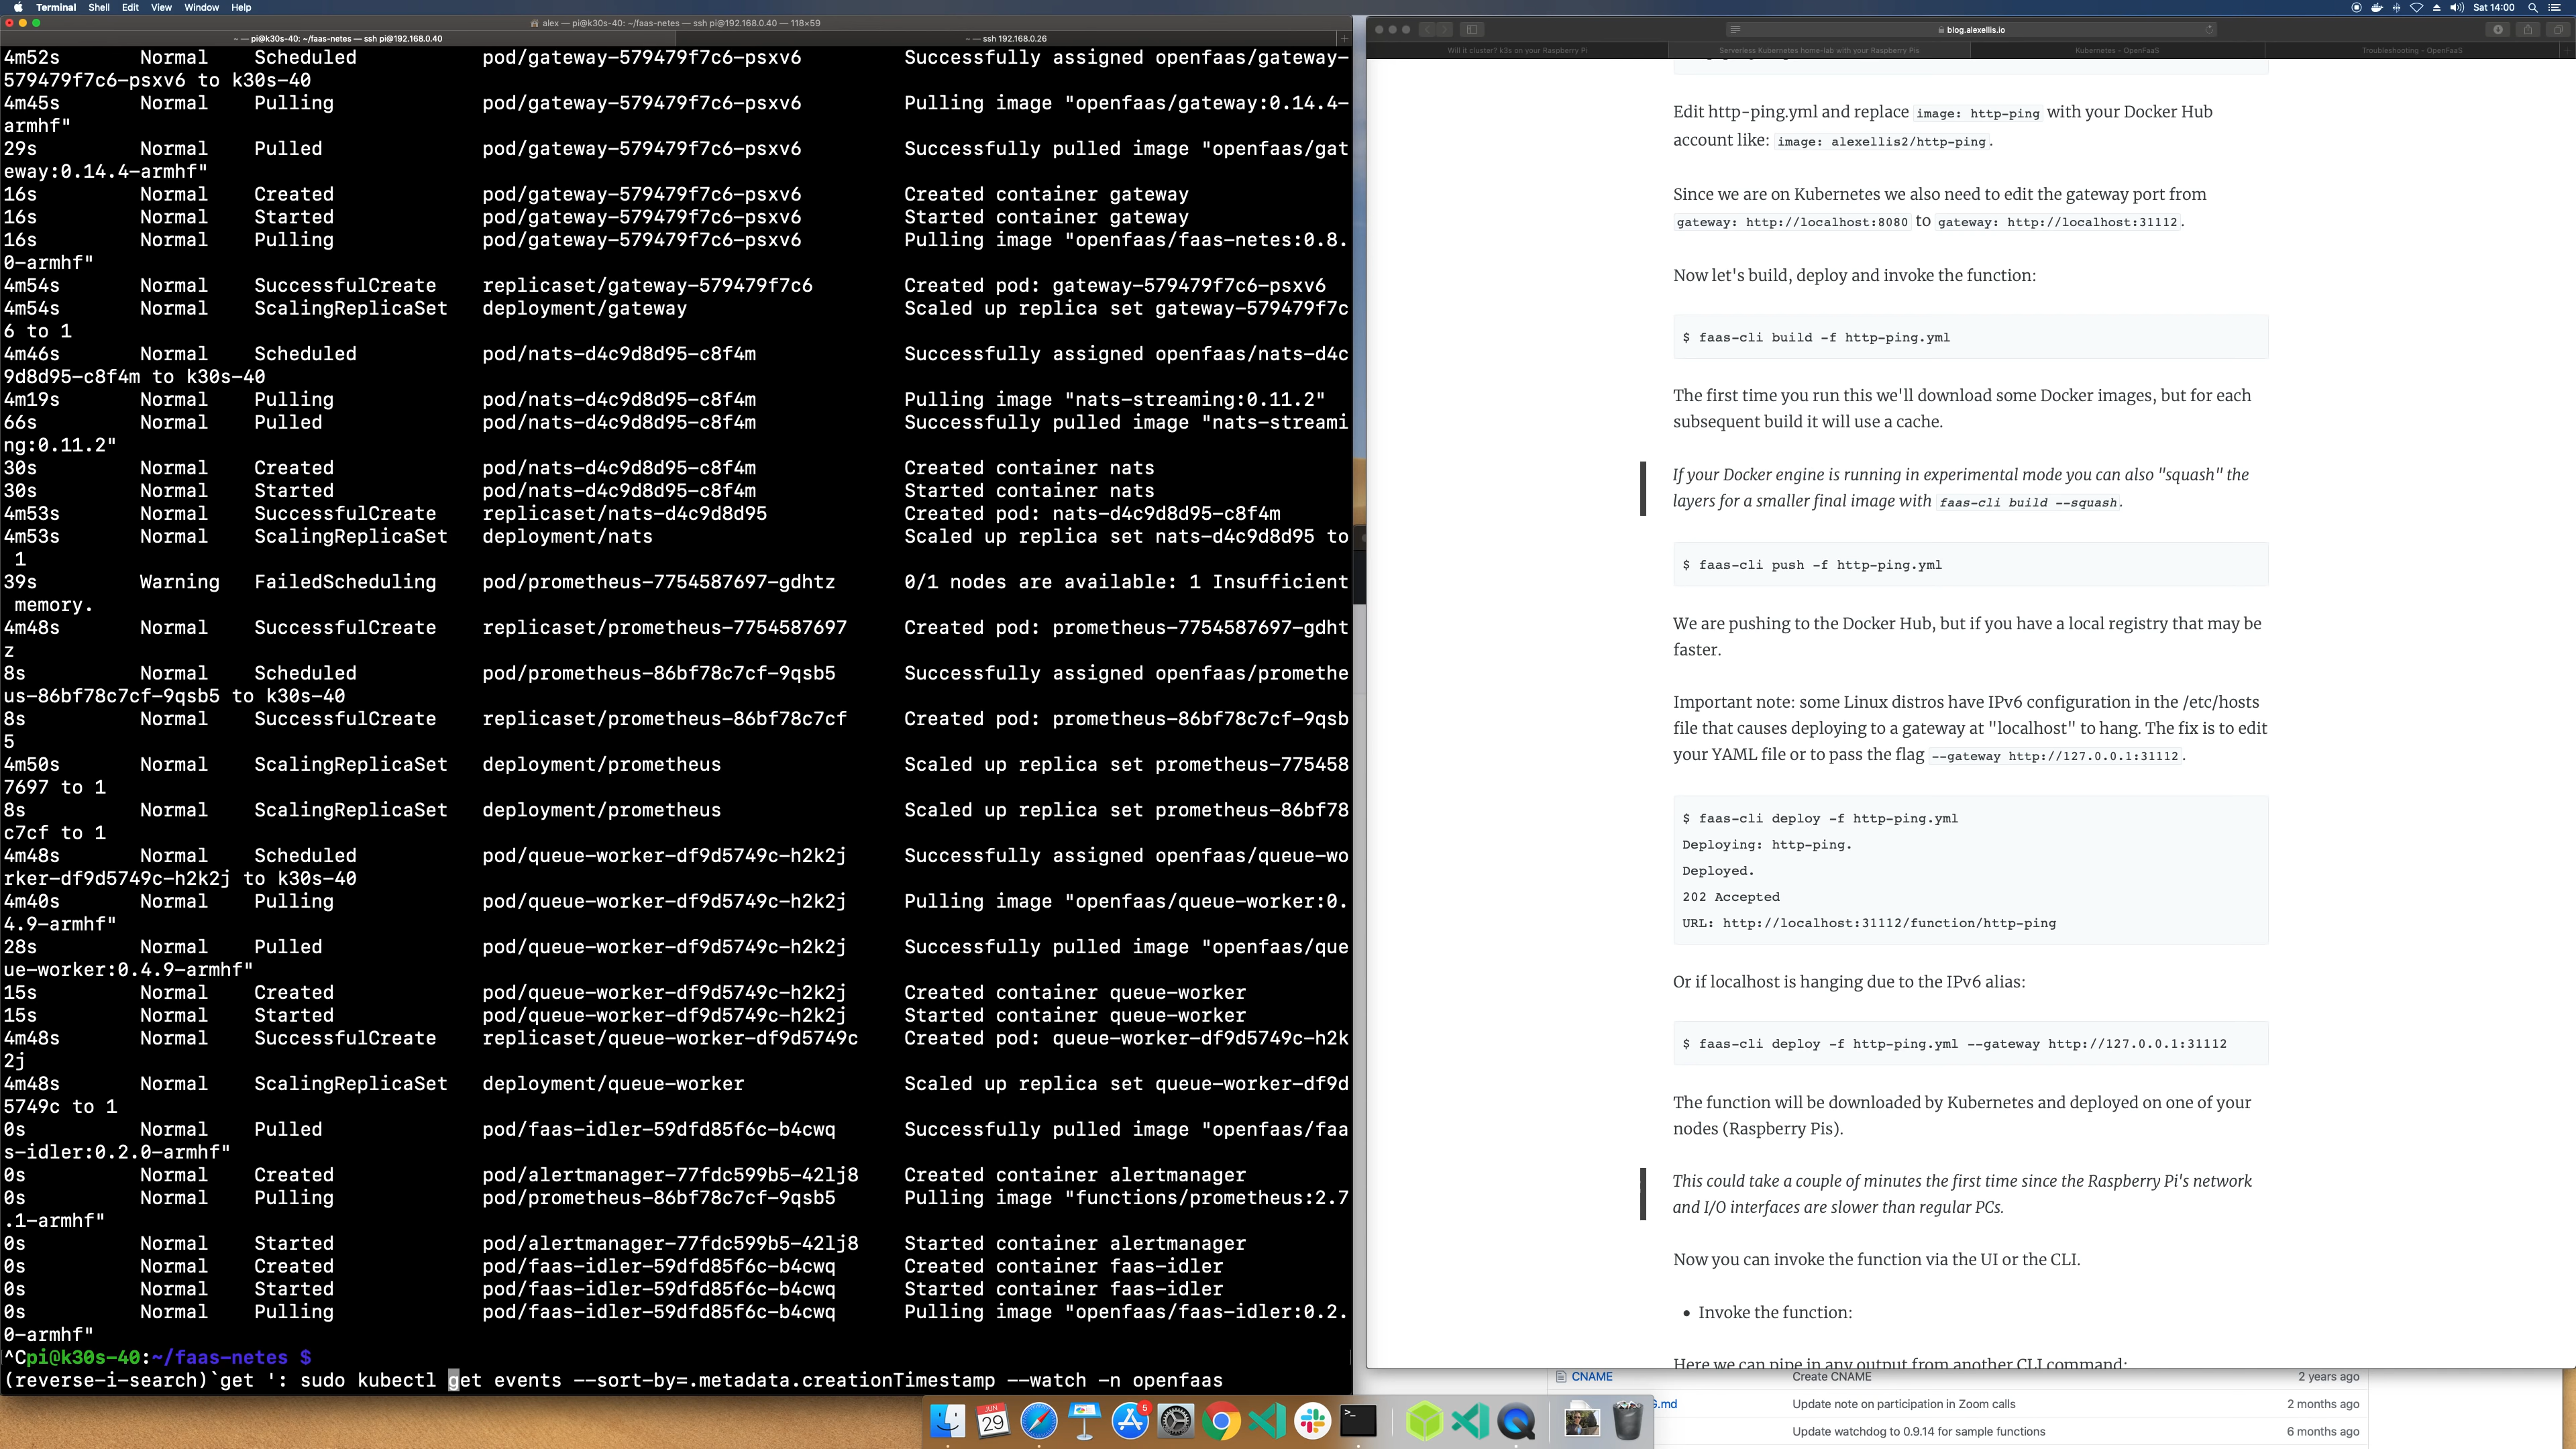 Terminal Shell Edit View Window Help
Sat 14:00
alex — pi@k30s-40: ~/faas-netes — ssh pi@192.168.0.40 — 118×59
~ — pi@k30s-40: ~/faas-netes — ssh pi@192.168.0.40
~ — ssh 192.168.0.26
4m52s Normal Scheduled pod/gateway-579479f7c6-psxv6 Successfully assigned openfaas/gateway-
579479f7c6-psxv6 to k30s-40
4m45s Normal Pulling pod/gateway-579479f7c6-psxv6 Pulling image "openfaas/gateway:0.14.4-
armhf"
29s Normal Pulled pod/gateway-579479f7c6-psxv6 Successfully pulled image "openfaas/gat
eway:0.14.4-armhf"
16s Normal Created pod/gateway-579479f7c6-psxv6 Created container gateway
16s Normal Started pod/gateway-579479f7c6-psxv6 Started container gateway
16s Normal Pulling pod/gateway-579479f7c6-psxv6 Pulling image "openfaas/faas-netes:0.8.
0-armhf"
4m54s Normal SuccessfulCreate replicaset/gateway-579479f7c6 Created pod: gateway-579479f7c6-psxv6
4m54s Normal ScalingReplicaSet deployment/gateway Scaled up replica set gateway-579479f7c
6 to 1
4m46s Normal Scheduled pod/nats-d4c9d8d95-c8f4m Successfully assigned openfaas/nats-d4c
9d8d95-c8f4m to k30s-40
4m19s Normal Pulling pod/nats-d4c9d8d95-c8f4m Pulling image "nats-streaming:0.11.2"
66s Normal Pulled pod/nats-d4c9d8d95-c8f4m Successfully pulled image "nats-streami
ng:0.11.2"
30s Normal Created pod/nats-d4c9d8d95-c8f4m Created container nats
30s Normal Started pod/nats-d4c9d8d95-c8f4m Started container nats
4m53s Normal SuccessfulCreate replicaset/nats-d4c9d8d95 Created pod: nats-d4c9d8d95-c8f4m
4m53s Normal ScalingReplicaSet deployment/nats Scaled up replica set nats-d4c9d8d95 to
1
39s Warning FailedScheduling pod/prometheus-7754587697-gdhtz 0/1 nodes are available: 1 Insufficient
memory.
4m48s Normal SuccessfulCreate replicaset/prometheus-7754587697 Created pod: prometheus-7754587697-gdht
z
8s Normal Scheduled pod/prometheus-86bf78c7cf-9qsb5 Successfully assigned openfaas/promethe
us-86bf78c7cf-9qsb5 to k30s-40
8s Normal SuccessfulCreate replicaset/prometheus-86bf78c7cf Created pod: prometheus-86bf78c7cf-9qsb
5
4m50s Normal ScalingReplicaSet deployment/prometheus Scaled up replica set prometheus-775458
7697 to 1
8s Normal ScalingReplicaSet deployment/prometheus Scaled up replica set prometheus-86bf78
c7cf to 1
4m48s Normal Scheduled pod/queue-worker-df9d5749c-h2k2j Successfully assigned openfaas/queue-wo
rker-df9d5749c-h2k2j to k30s-40
4m40s Normal Pulling pod/queue-worker-df9d5749c-h2k2j Pulling image "openfaas/queue-worker:0.
4.9-armhf"
28s Normal Pulled pod/queue-worker-df9d5749c-h2k2j Successfully pulled image "openfaas/que
ue-worker:0.4.9-armhf"
15s Normal Created pod/queue-worker-df9d5749c-h2k2j Created container queue-worker
15s Normal Started pod/queue-worker-df9d5749c-h2k2j Started container queue-worker
4m48s Normal SuccessfulCreate replicaset/queue-worker-df9d5749c Created pod: queue-worker-df9d5749c-h2k
2j
4m48s Normal ScalingReplicaSet deployment/queue-worker Scaled up replica set queue-worker-df9d
5749c to 1
0s Normal Pulled pod/faas-idler-59dfd85f6c-b4cwq Successfully pulled image "openfaas/faa
s-idler:0.2.0-armhf"
0s Normal Created pod/alertmanager-77fdc599b5-42lj8 Created container alertmanager
0s Normal Pulling pod/prometheus-86bf78c7cf-9qsb5 Pulling image "functions/prometheus:2.7
.1-armhf"
0s Normal Started pod/alertmanager-77fdc599b5-42lj8 Started container alertmanager
0s Normal Created pod/faas-idler-59dfd85f6c-b4cwq Created container faas-idler
0s Normal Started pod/faas-idler-59dfd85f6c-b4cwq Started container faas-idler
0s Normal Pulling pod/faas-idler-59dfd85f6c-b4cwq Pulling image "openfaas/faas-idler:0.2.
0-armhf"
^Cpi@k30s-40:~/faas-netes $
(reverse-i-search)`get ': sudo kubectl get events --sort-by=.metadata.creationTimestamp --watch -n openfaas
blog.alexellis.io
Will it cluster? k3s on your Raspberry Pi
Serverless Kubernetes home-lab with your Raspberry Pis
Kubernetes - OpenFaaS
Troubleshooting - OpenFaaS
Edit http-ping.yml and replace image: http-ping with your Docker Hub
account like: image: alexellis2/http-ping.
Since we are on Kubernetes we also need to edit the gateway port from
gateway: http://localhost:8080 to gateway: http://localhost:31112.
Now let's build, deploy and invoke the function:
$ faas-cli build -f http-ping.yml
The first time you run this we'll download some Docker images, but for each
subsequent build it will use a cache.
If your Docker engine is running in experimental mode you can also "squash" the
layers for a smaller final image with faas-cli build --squash.
$ faas-cli push -f http-ping.yml
We are pushing to the Docker Hub, but if you have a local registry that may be
faster.
Important note: some Linux distros have IPv6 configuration in the /etc/hosts
file that causes deploying to a gateway at "localhost" to hang. The fix is to edit
your YAML file or to pass the flag --gateway http://127.0.0.1:31112.
$ faas-cli deploy -f http-ping.yml
Deploying: http-ping.
Deployed.
202 Accepted
URL: http://localhost:31112/function/http-ping
Or if localhost is hanging due to the IPv6 alias:
$ faas-cli deploy -f http-ping.yml --gateway http://127.0.0.1:31112
The function will be downloaded by Kubernetes and deployed on one of your
nodes (Raspberry Pis).
This could take a couple of minutes the first time since the Raspberry Pi's network
and I/O interfaces are slower than regular PCs.
Now you can invoke the function via the UI or the CLI.
• Invoke the function:
Here we can pipe in any output from another CLI command:
CNAME Create CNAME 2 years ago
G.md Update note on participation in Zoom calls 2 months ago
Update watchdog to 0.9.14 for sample functions 6 months ago
JUN
29
5